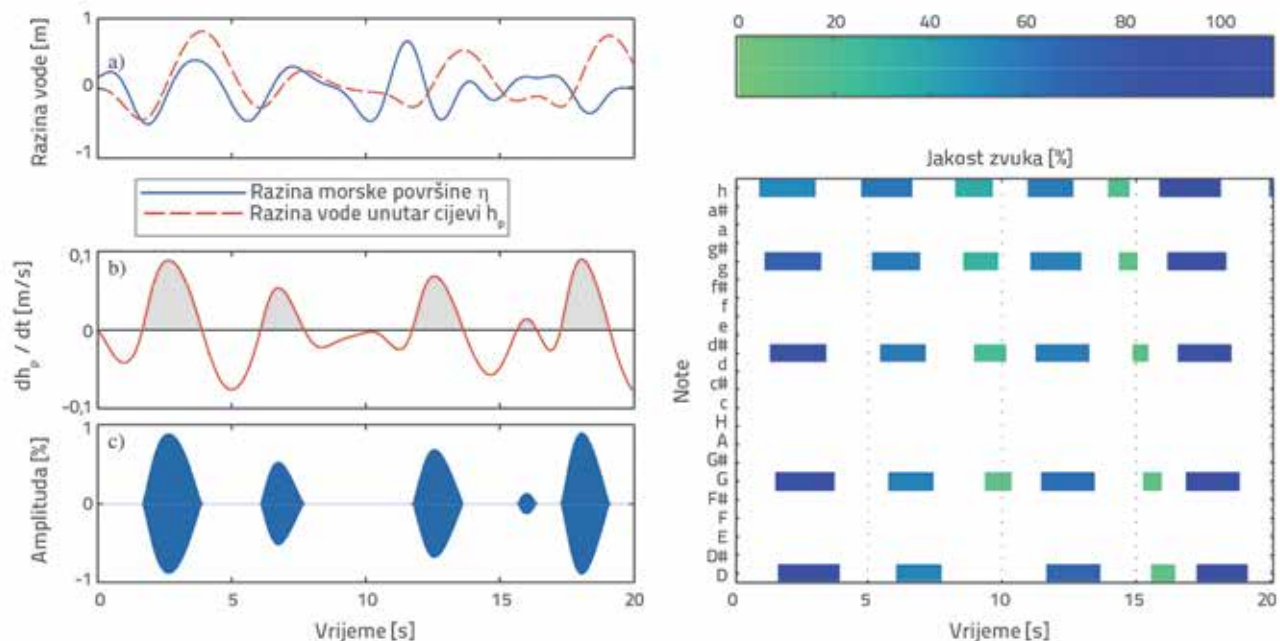 1
0
-1
Razina vode [m]
a)
Razina morske površine η
Razina vode unutar cijevi hp
0,1
0
-0,1
dhp / dt [m/s]
b)
1
0
-1
Amplituda [%]
c)
0 5 10 15 20
Vrijeme [s]
0 20 40 60 80 100
Jakost zvuka [%]
Note
h
a#
a
g#
g
f#
f
e
d#
d
c#
c
H
A
G#
G
F#
F
E
D#
D
0 5 10 15 20
Vrijeme [s]